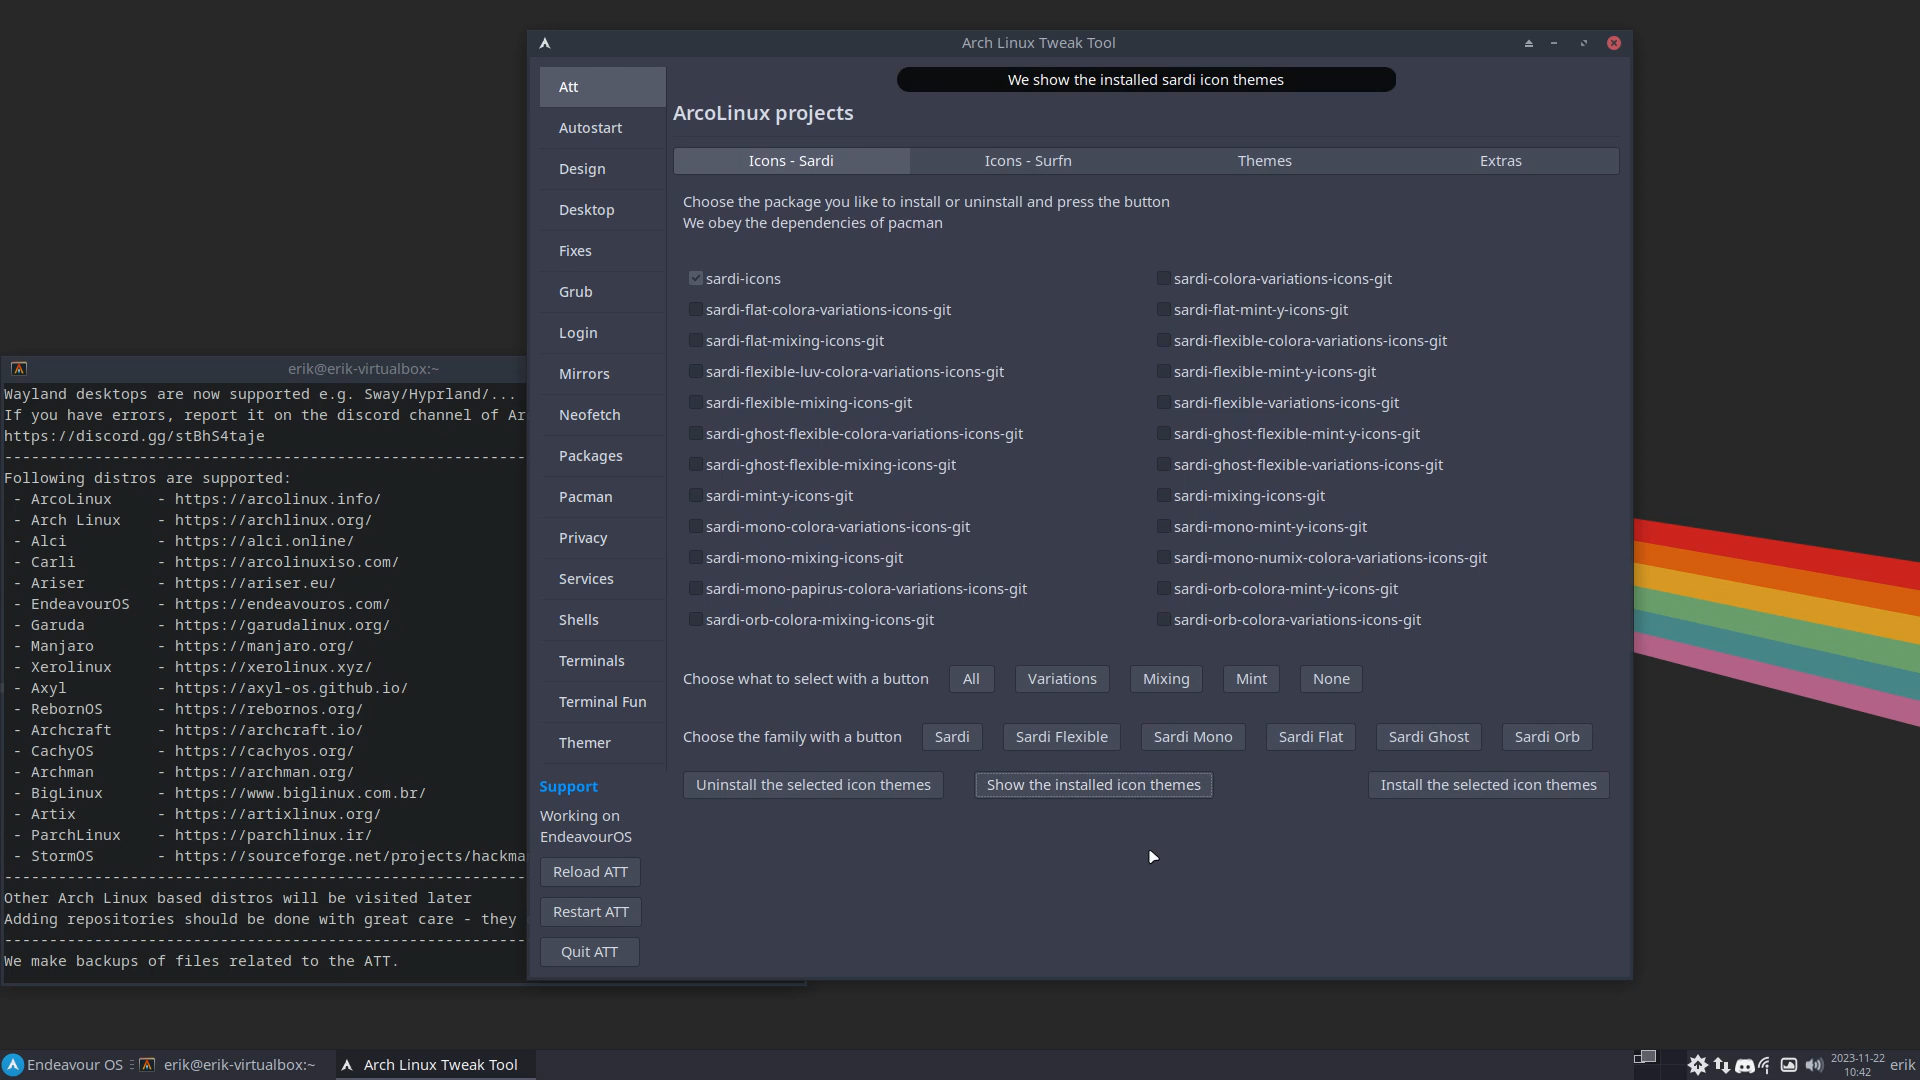 Arch Linux Tweak Tool
We show the installed sardi icon themes
Att
Autostart
Design
Desktop
Fixes
Grub
Login
Mirrors
Neofetch
Packages
Pacman
Privacy
Services
Shells
Terminals
Terminal Fun
Themer
Support
Working on
EndeavourOS
Reload ATT
Restart ATT
Quit ATT
ArcoLinux projects
Icons - Sardi
Icons - Surfn
Themes
Extras
Choose the package you like to install or uninstall and press the button
We obey the dependencies of pacman
sardi-icons
sardi-colora-variations-icons-git
sardi-flat-colora-variations-icons-git
sardi-flat-mint-y-icons-git
sardi-flat-mixing-icons-git
sardi-flexible-colora-variations-icons-git
sardi-flexible-luv-colora-variations-icons-git
sardi-flexible-mint-y-icons-git
sardi-flexible-mixing-icons-git
sardi-flexible-variations-icons-git
sardi-ghost-flexible-colora-variations-icons-git
sardi-ghost-flexible-mint-y-icons-git
sardi-ghost-flexible-mixing-icons-git
sardi-ghost-flexible-variations-icons-git
sardi-mint-y-icons-git
sardi-mixing-icons-git
sardi-mono-colora-variations-icons-git
sardi-mono-mint-y-icons-git
sardi-mono-mixing-icons-git
sardi-mono-numix-colora-variations-icons-git
sardi-mono-papirus-colora-variations-icons-git
sardi-orb-colora-mint-y-icons-git
sardi-orb-colora-mixing-icons-git
sardi-orb-colora-variations-icons-git
Choose what to select with a button All Variations Mixing Mint None
Choose the family with a button Sardi Sardi Flexible Sardi Mono Sardi Flat Sardi Ghost Sardi Orb
Uninstall the selected icon themes
Show the installed icon themes
Install the selected icon themes
erik@erik-virtualbox:~
Wayland desktops are now supported e.g. Sway/Hyprland/...
If you have errors, report it on the discord channel of Ar
https://discord.gg/stBhS4taje
----------------------------------------------------------
Following distros are supported:
- ArcoLinux - https://arcolinux.info/
- Arch Linux - https://archlinux.org/
- Alci - https://alci.online/
- Carli - https://arcolinuxiso.com/
- Ariser - https://ariser.eu/
- EndeavourOS - https://endeavouros.com/
- Garuda - https://garudalinux.org/
- Manjaro - https://manjaro.org/
- Xerolinux - https://xerolinux.xyz/
- Axyl - https://axyl-os.github.io/
- RebornOS - https://rebornos.org/
- Archcraft - https://archcraft.io/
- CachyOS - https://cachyos.org/
- Archman - https://archman.org/
- BigLinux - https://www.biglinux.com.br/
- Artix - https://artixlinux.org/
- ParchLinux - https://parchlinux.ir/
- StormOS - https://sourceforge.net/projects/hackma
----------------------------------------------------------
Other Arch Linux based distros will be visited later
Adding repositories should be done with great care - they
----------------------------------------------------------
We make backups of files related to the ATT.
Endeavour OS
erik@erik-virtualbox:~
Arch Linux Tweak Tool
2023-11-22
10:42
erik